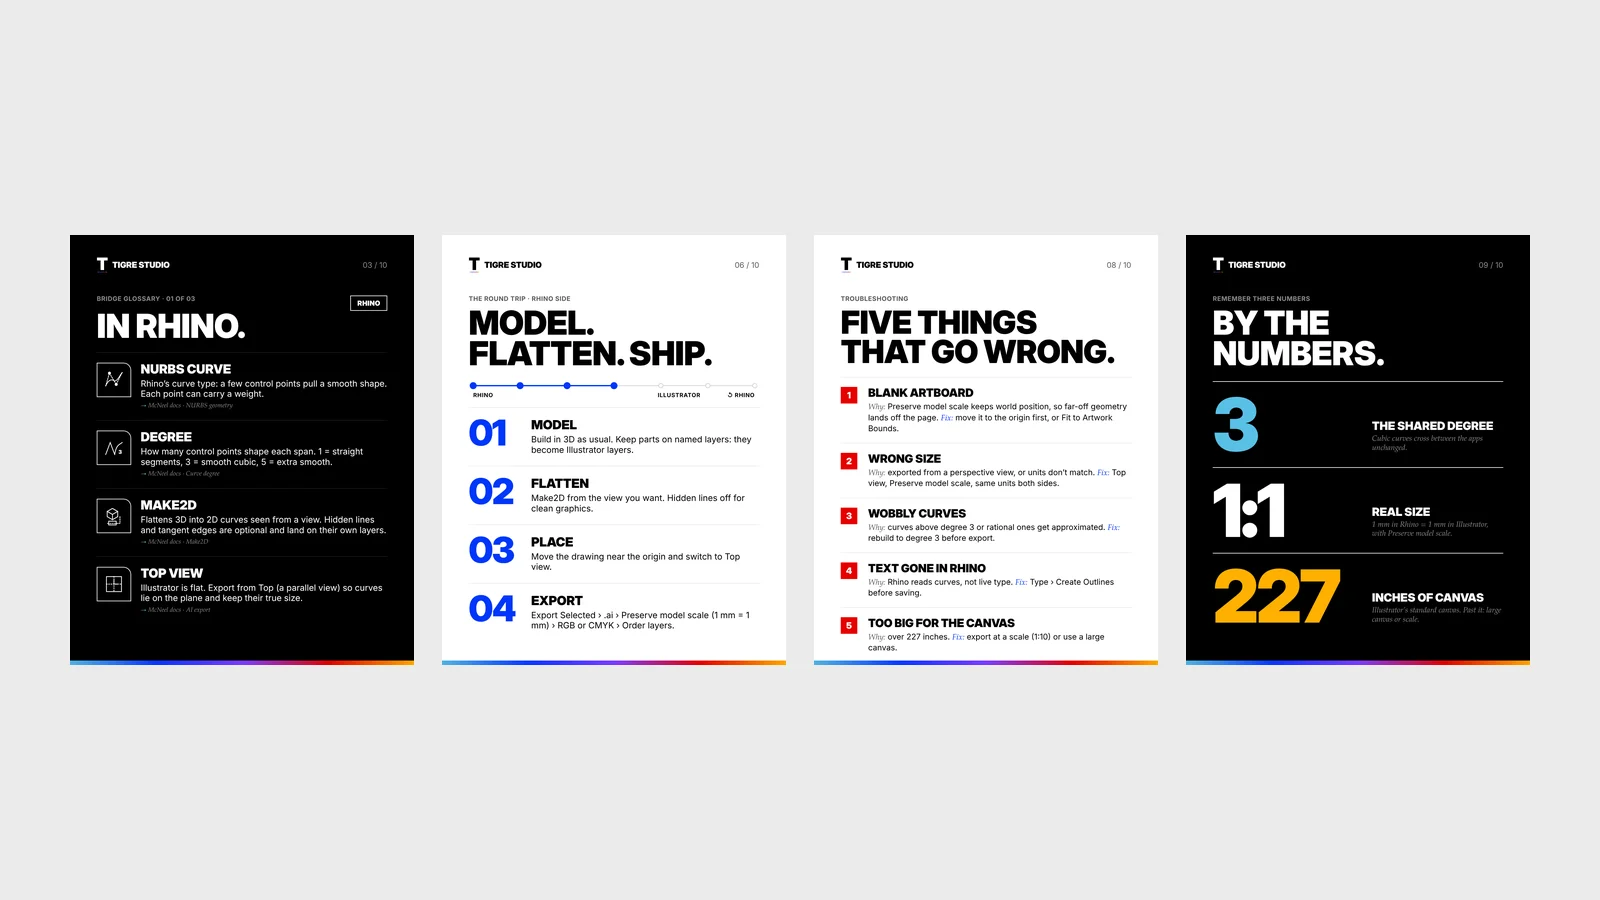 TIGRE STUDIO
03 / 10
BRIDGE GLOSSARY · 01 OF 03
RHINO
IN RHINO.
NURBS CURVE
Rhino's curve type: a few control points pull a smooth shape.
Each point can carry a weight.
→ McNeel docs · NURBS geometry
DEGREE
How many control points shape each span. 1 = straight
segments, 3 = smooth cubic, 5 = extra smooth.
→ McNeel docs · Curve degree
MAKE2D
Flattens 3D into 2D curves seen from a view. Hidden lines
and tangent edges are optional and land on their own layers.
→ McNeel docs · Make2D
TOP VIEW
Illustrator is flat. Export from Top (a parallel view) so curves
lie on the plane and keep their true size.
→ McNeel docs · AI export
TIGRE STUDIO
06 / 10
THE ROUND TRIP · RHINO SIDE
MODEL.
FLATTEN. SHIP.
RHINO
ILLUSTRATOR
↺ RHINO
01
MODEL
Build in 3D as usual. Keep parts on named layers: they
become Illustrator layers.
02
FLATTEN
Make2D from the view you want. Hidden lines off for
clean graphics.
03
PLACE
Move the drawing near the origin and switch to Top
view.
04
EXPORT
Export Selected › .ai › Preserve model scale (1 mm = 1
mm) › RGB or CMYK › Order layers.
TIGRE STUDIO
08 / 10
TROUBLESHOOTING
FIVE THINGS
THAT GO WRONG.
1
BLANK ARTBOARD
Why: Preserve model scale keeps world position, so far-off geometry
lands off the page. Fix: move it to the origin first, or Fit to Artwork
Bounds.
2
WRONG SIZE
Why: exported from a perspective view, or units don't match. Fix: Top
view, Preserve model scale, same units both sides.
3
WOBBLY CURVES
Why: curves above degree 3 or rational ones get approximated. Fix:
rebuild to degree 3 before export.
4
TEXT GONE IN RHINO
Why: Rhino reads curves, not live type. Fix: Type › Create Outlines
before saving.
5
TOO BIG FOR THE CANVAS
Why: over 227 inches. Fix: export at a scale (1:10) or use a large
canvas.
TIGRE STUDIO
09 / 10
REMEMBER THREE NUMBERS
BY THE
NUMBERS.
3
THE SHARED DEGREE
Cubic curves cross between the apps
unchanged.
1:1
REAL SIZE
1 mm in Rhino = 1 mm in Illustrator,
with Preserve model scale.
227
INCHES OF CANVAS
Illustrator's standard canvas. Past it: large
canvas or scale.